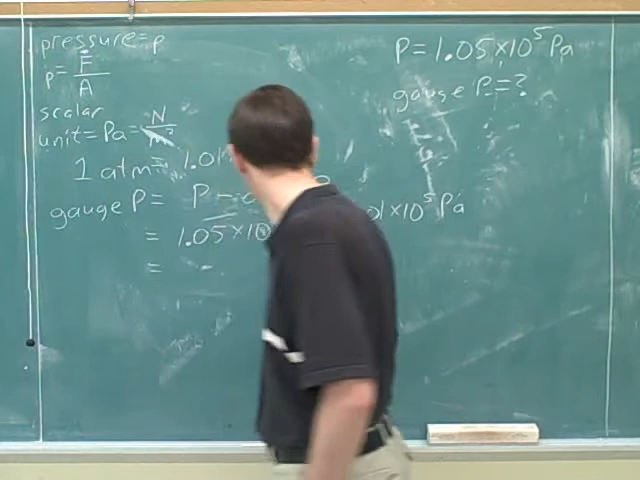 pressure = p
p = F / A
scalar
unit = Pa = N / m²
1 atm = 1.01
gauge P = P -
= 1.05×10 .01×10⁵ Pa
=
P = 1.05×10⁵ Pa
gauge P = ?